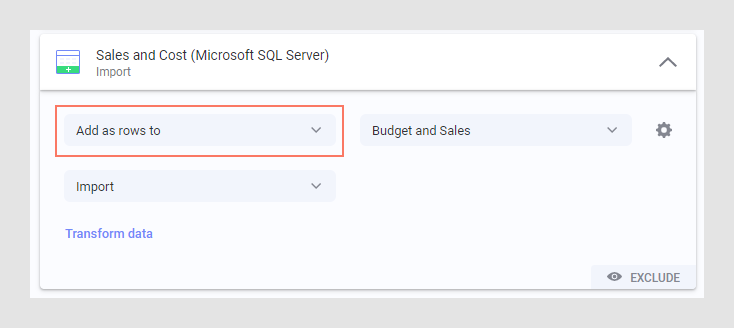 Sales and Cost (Microsoft SQL Server)
Import
Add as rows to
Budget and Sales
Import
Transform data
EXCLUDE